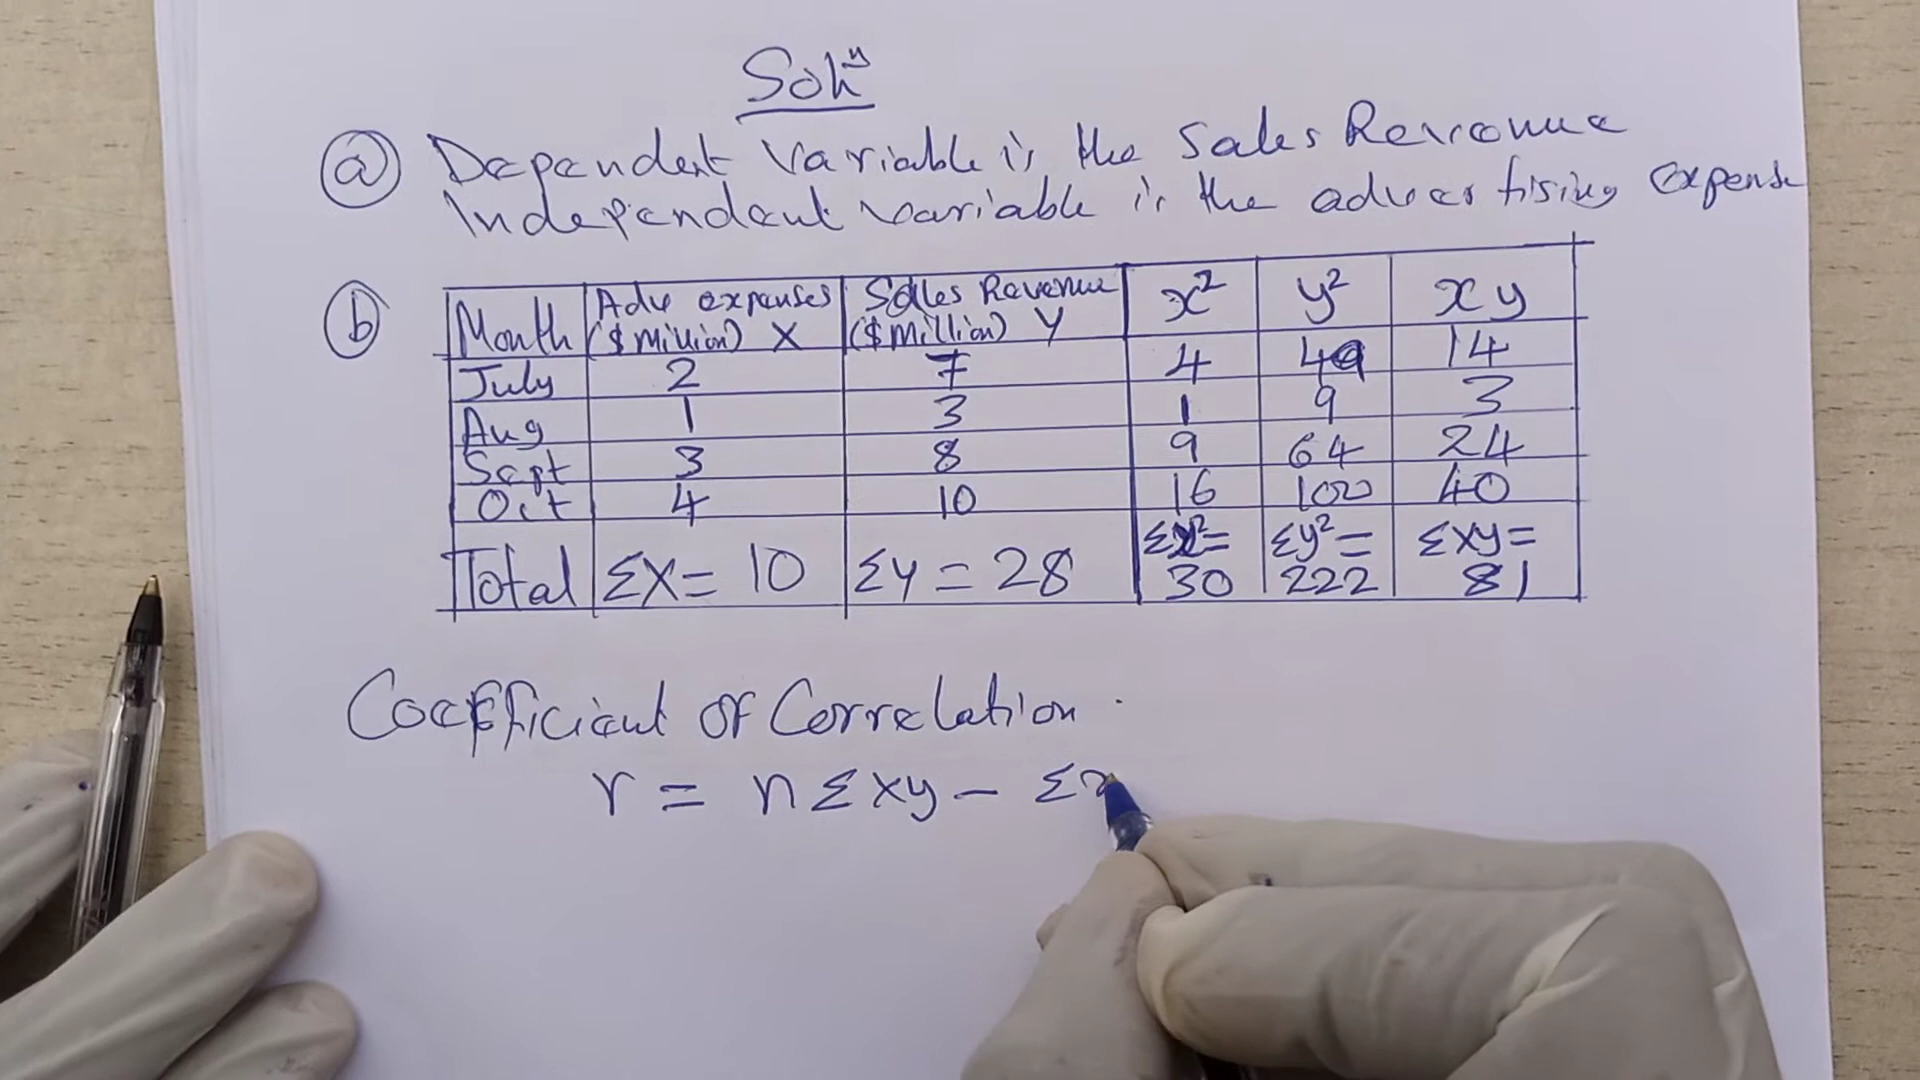 Solⁿ
(a) Dependent Variable is the Sales Revenue
Independent variable is the advertising expense
(b)
Month | Adv expenses ($ Million) X | Sales Revenue ($ Million) Y | x² | y² | xy
July | 2 | 7 | 4 | 49 | 14
Aug | 1 | 3 | 1 | 9 | 3
Sept | 3 | 8 | 9 | 64 | 24
Oct | 4 | 10 | 16 | 100 | 40
Total | Σx = 10 | Σy = 28 | Σx² = 30 | Σy² = 222 | Σxy = 81
Coefficient of Correlation
r = nΣxy - Σx